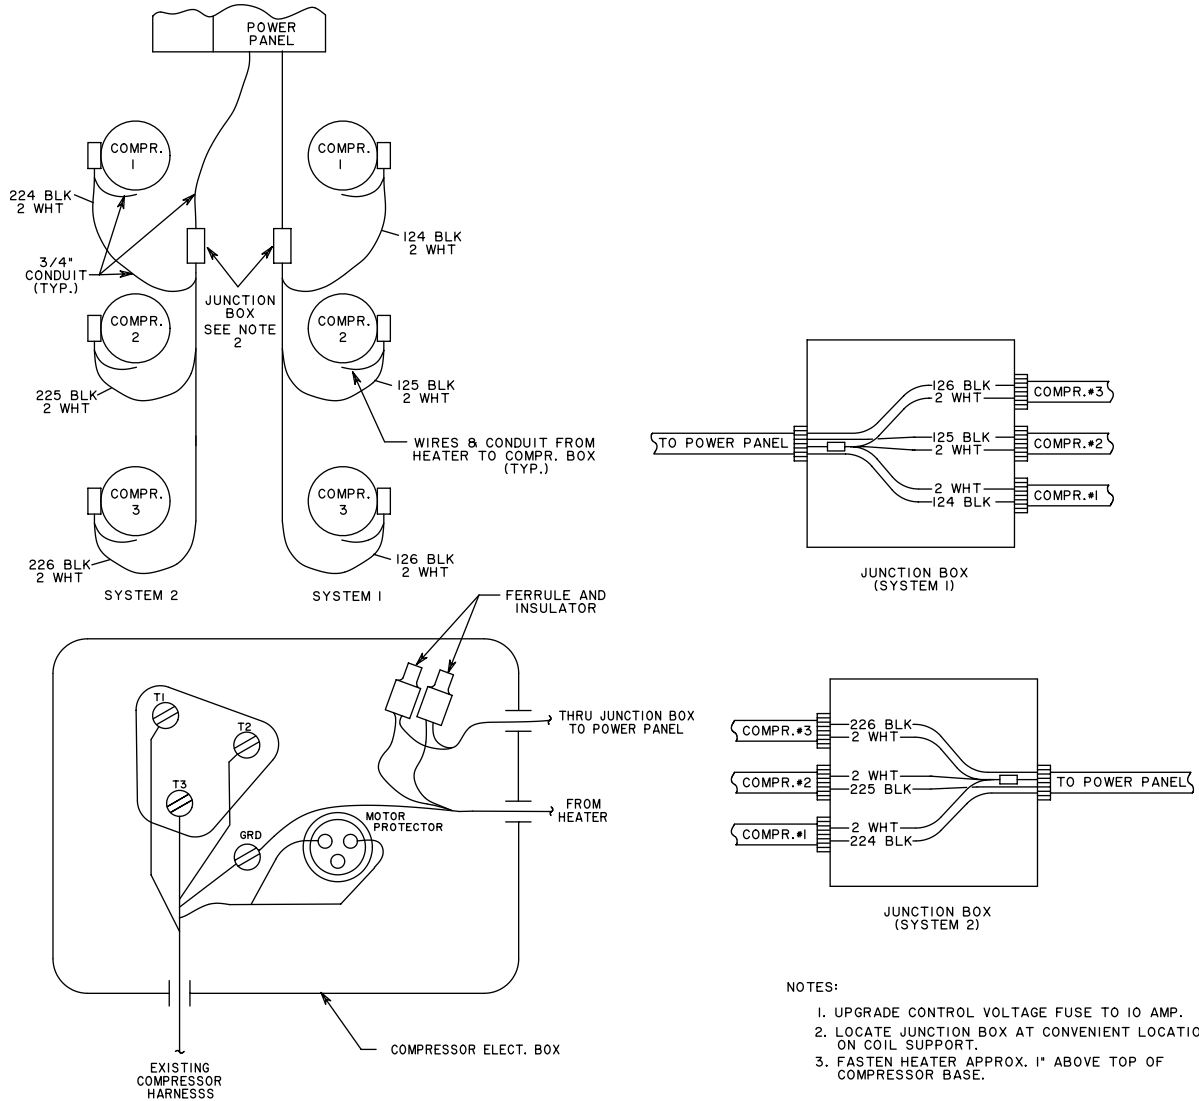 POWER
PANEL
COMPR.
1
COMPR.
1
224 BLK
2 WHT
124 BLK
2 WHT
3/4"
CONDUIT
(TYP.)
JUNCTION
BOX
SEE NOTE
2
COMPR.
2
COMPR.
2
225 BLK
2 WHT
125 BLK
2 WHT
WIRES & CONDUIT FROM
HEATER TO COMPR. BOX
(TYP.)
COMPR.
3
COMPR.
3
226 BLK
2 WHT
126 BLK
2 WHT
SYSTEM 2
SYSTEM 1
TO POWER PANEL
126 BLK
2 WHT
COMPR.#3
125 BLK
2 WHT
COMPR.#2
2 WHT
124 BLK
COMPR.#1
JUNCTION BOX
(SYSTEM 1)
FERRULE AND
INSULATOR
T1
T2
T3
GRD
MOTOR
PROTECTOR
THRU JUNCTION BOX
TO POWER PANEL
FROM
HEATER
COMPRESSOR ELECT. BOX
EXISTING
COMPRESSOR
HARNESSS
COMPR.#3
226 BLK
2 WHT
COMPR.#2
2 WHT
225 BLK
COMPR.#1
2 WHT
224 BLK
TO POWER PANEL
JUNCTION BOX
(SYSTEM 2)
NOTES:
1. UPGRADE CONTROL VOLTAGE FUSE TO 10 AMP.
2. LOCATE JUNCTION BOX AT CONVENIENT LOCATIO
ON COIL SUPPORT.
3. FASTEN HEATER APPROX. 1" ABOVE TOP OF
COMPRESSOR BASE.